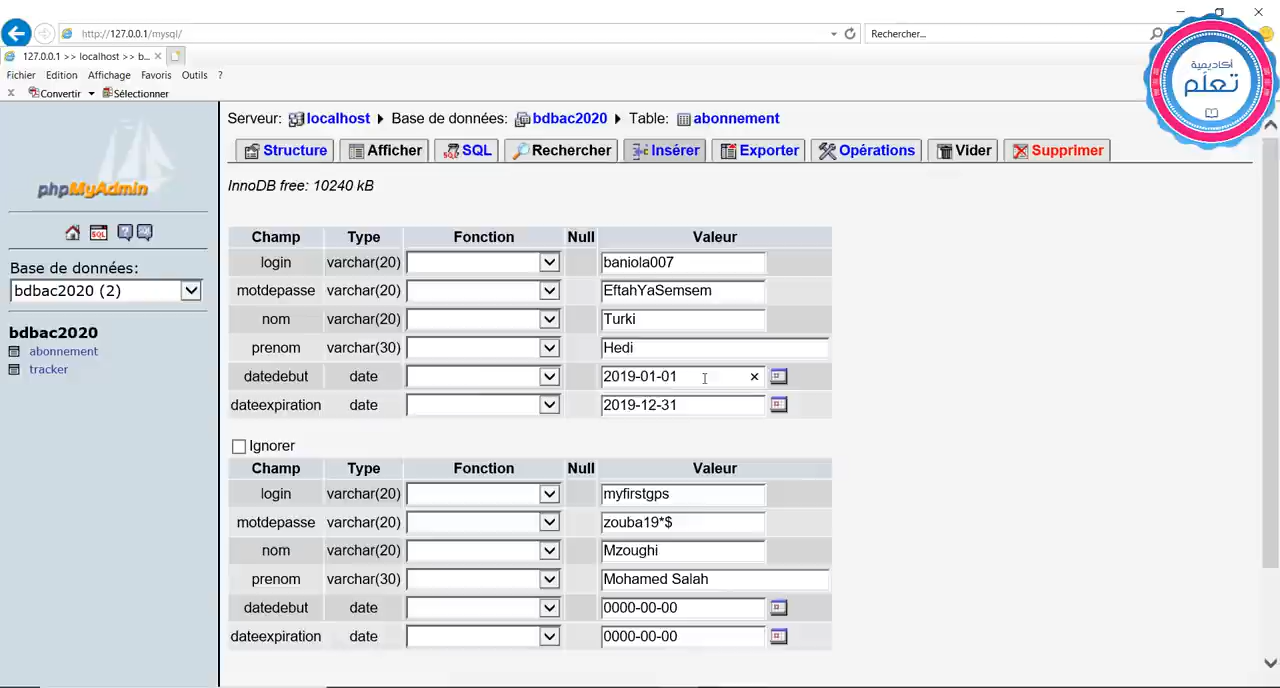 http://127.0.0.1/mysql/
Rechercher...
127.0.0.1 >> localhost >> b...
Fichier Edition Affichage Favoris Outils ?
x Convertir Sélectionner
أكاديمية
تعلّم
phpMyAdmin
SQL
Base de données:
bdbac2020 (2)
bdbac2020
abonnement
tracker
Serveur: localhost Base de données: bdbac2020 Table: abonnement
Structure Afficher SQL Rechercher Insérer Exporter Opérations Vider Supprimer
InnoDB free: 10240 kB
Champ Type Fonction Null Valeur
login varchar(20) baniola007
motdepasse varchar(20) EftahYaSemsem
nom varchar(20) Turki
prenom varchar(30) Hedi
datedebut date 2019-01-01
dateexpiration date 2019-12-31
Ignorer
Champ Type Fonction Null Valeur
login varchar(20) myfirstgps
motdepasse varchar(20) zouba19*$
nom varchar(20) Mzoughi
prenom varchar(30) Mohamed Salah
datedebut date 0000-00-00
dateexpiration date 0000-00-00